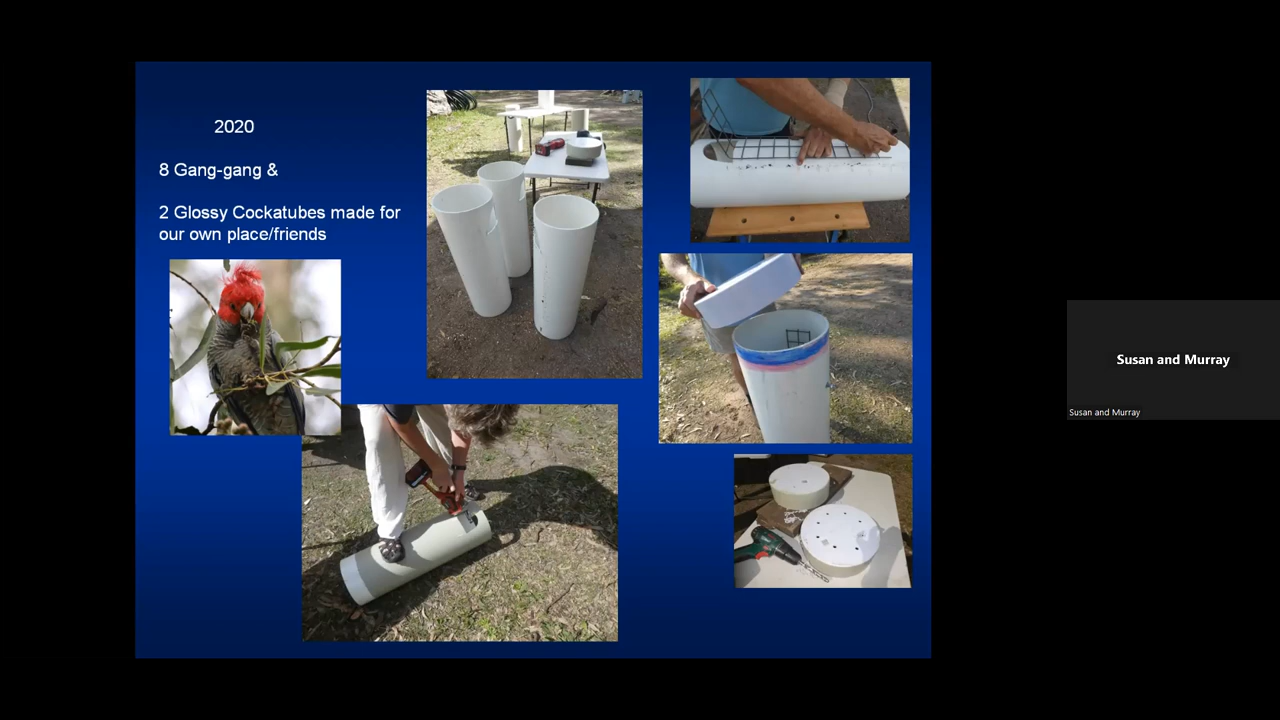 2020
8 Gang-gang &
2 Glossy Cockatubes made for
our own place/friends
Susan and Murray
Susan and Murray